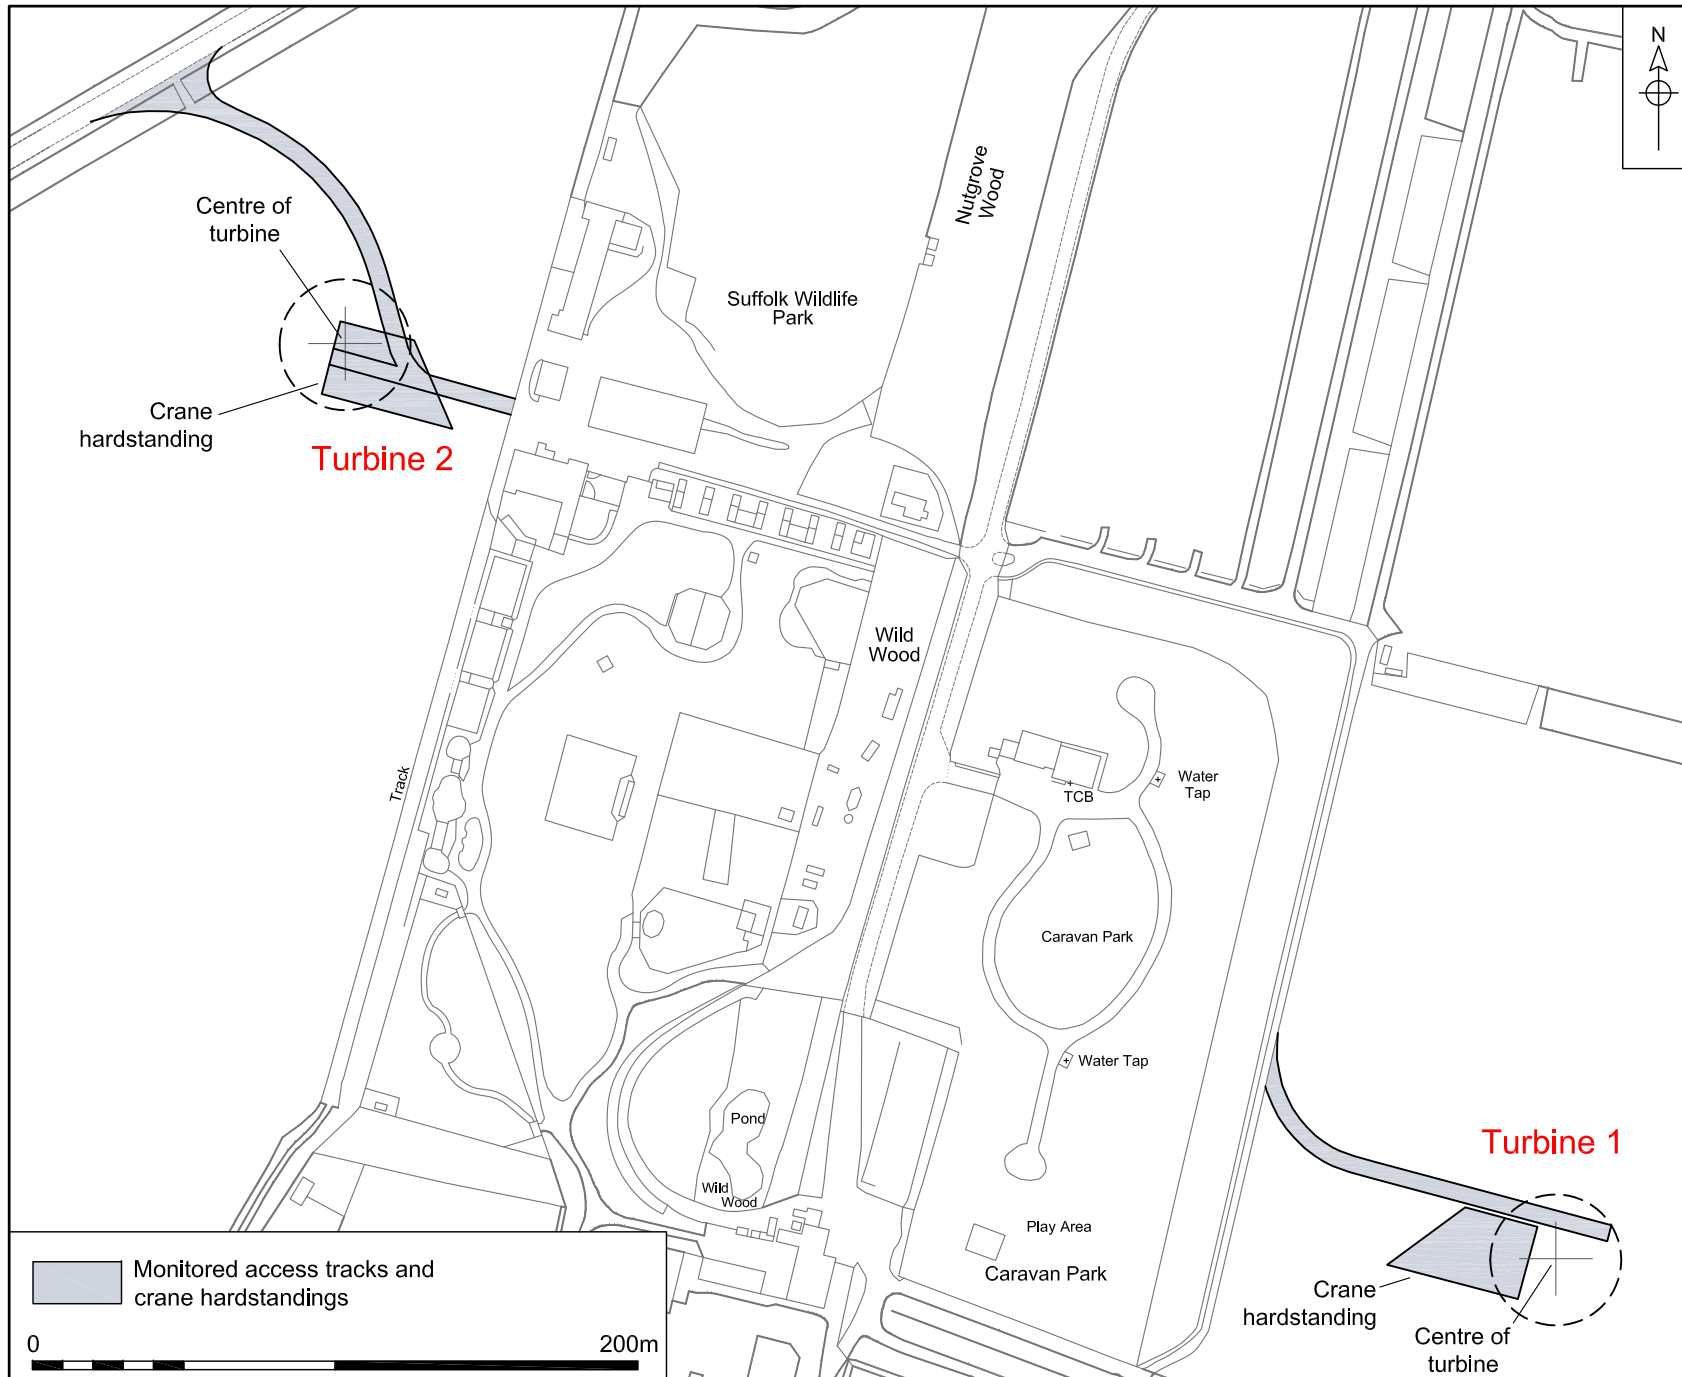 N
Nutgrove
Wood
Centre of
turbine
Suffolk Wildlife
Park
Crane
hardstanding
Turbine 2
Wild
Wood
Track
Water
Tap
TCB
Caravan Park
Water Tap
Pond
Turbine 1
Wild
Wood
Play Area
Caravan Park
Crane
hardstanding
Centre of
turbine
Monitored access tracks and
crane hardstandings
0 200m